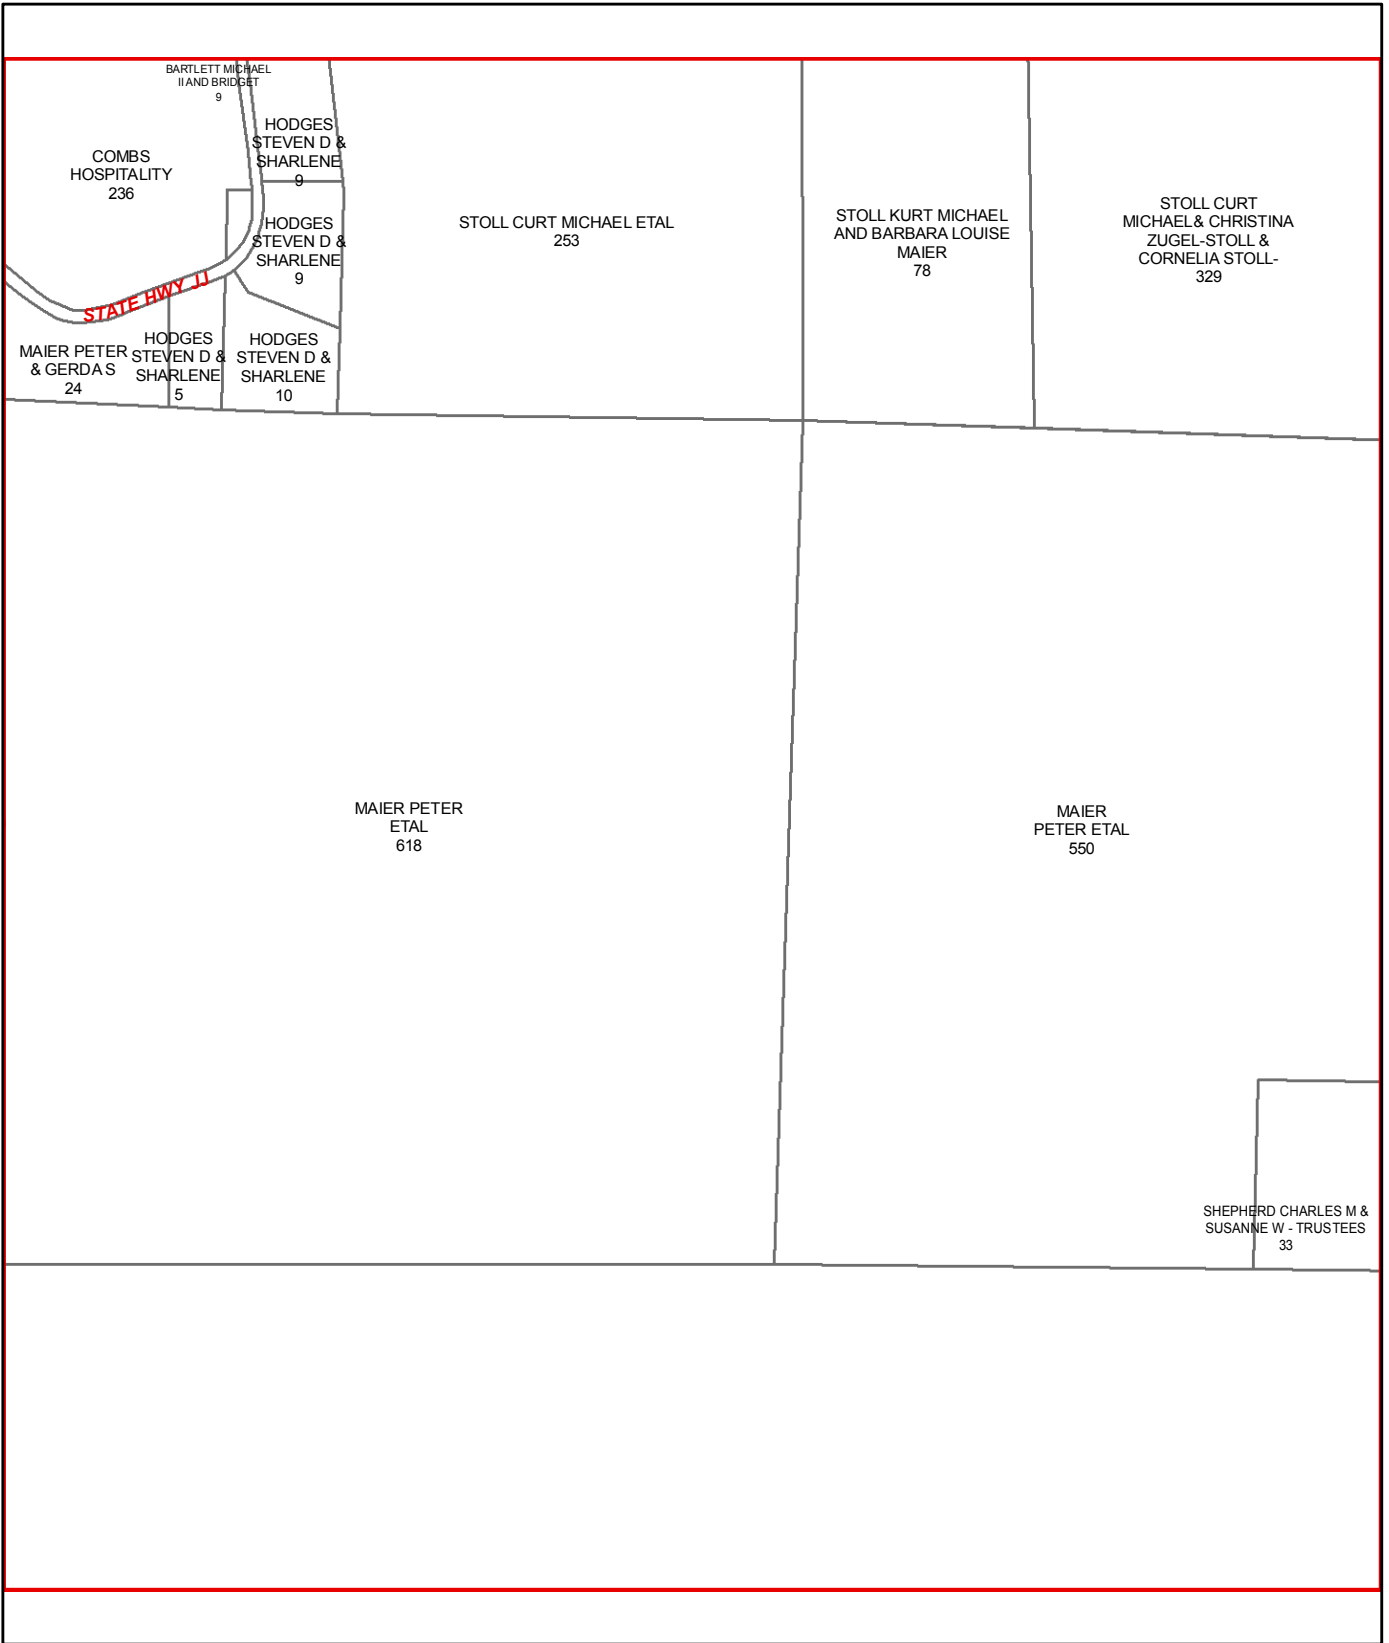 BARTLETT MICHAEL
II AND BRIDGET
9
COMBS
HOSPITALITY
236
HODGES
STEVEN D &
SHARLENE
9
HODGES
STEVEN D &
SHARLENE
9
STOLL CURT MICHAEL ETAL
253
STOLL KURT MICHAEL
AND BARBARA LOUISE
MAIER
78
STOLL CURT
MICHAEL & CHRISTINA
ZUGEL-STOLL &
CORNELIA STOLL-
329
STATE HWY JJ
MAIER PETER
& GERDA S
24
HODGES
STEVEN D &
SHARLENE
5
HODGES
STEVEN D &
SHARLENE
10
MAIER PETER
ETAL
618
MAIER
PETER ETAL
550
SHEPHERD CHARLES M &
SUSANNE W - TRUSTEES
33